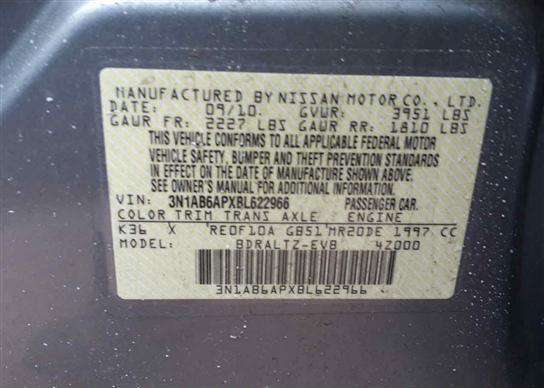 MANUFACTURED BY NISSAN MOTOR CO., LTD.
DATE: 09/10 GVWR: 3951 LBS
GAWR FR: 2227 LBS GAWR RR: 1810 LBS
THIS VEHICLE CONFORMS TO ALL APPLICABLE FEDERAL MOTOR
VEHICLE SAFETY, BUMPER AND THEFT PREVENTION STANDARDS
IN EFFECT ON THE DATE OF MANUFACTURE SHOWN ABOVE.
SEE OWNER'S MANUAL FOR ADDITIONAL INFORMATION.
VIN: 3N1AB6APXBL622966 PASSENGER CAR.
COLOR TRIM TRANS AXLE ENGINE
K36 X RE0F10A GB51 MR20DE 1997 CC
MODEL: BDRALTZ-EVB 4Z000
3N1AB6APXBL622966